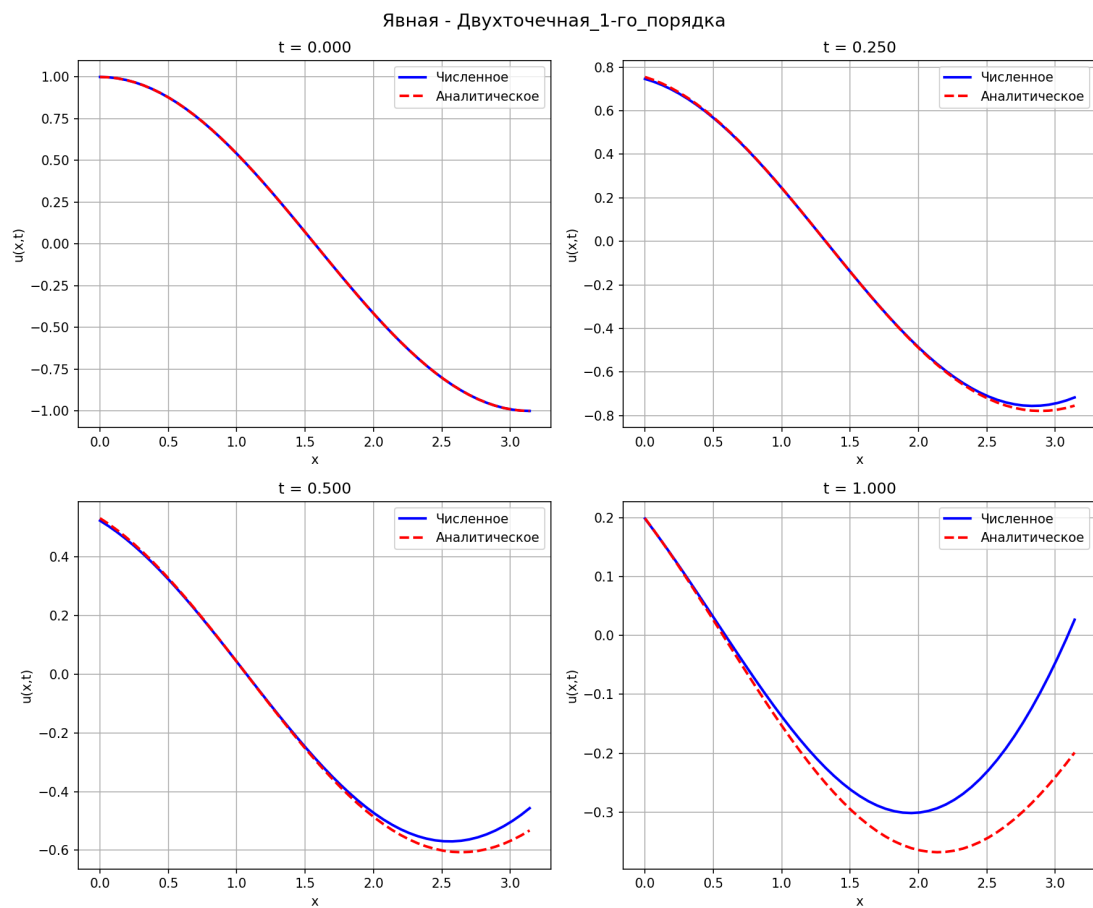 Явная - Двухточечная_1-го_порядка
t = 0.000
u(x,t)
1.00
0.75
0.50
0.25
0.00
−0.25
−0.50
−0.75
−1.00
0.0 0.5 1.0 1.5 2.0 2.5 3.0
x
Численное
Аналитическое
t = 0.250
u(x,t)
0.8
0.6
0.4
0.2
0.0
−0.2
−0.4
−0.6
−0.8
0.0 0.5 1.0 1.5 2.0 2.5 3.0
x
Численное
Аналитическое
t = 0.500
u(x,t)
0.4
0.2
0.0
−0.2
−0.4
−0.6
0.0 0.5 1.0 1.5 2.0 2.5 3.0
x
Численное
Аналитическое
t = 1.000
u(x,t)
0.2
0.1
0.0
−0.1
−0.2
−0.3
0.0 0.5 1.0 1.5 2.0 2.5 3.0
x
Численное
Аналитическое